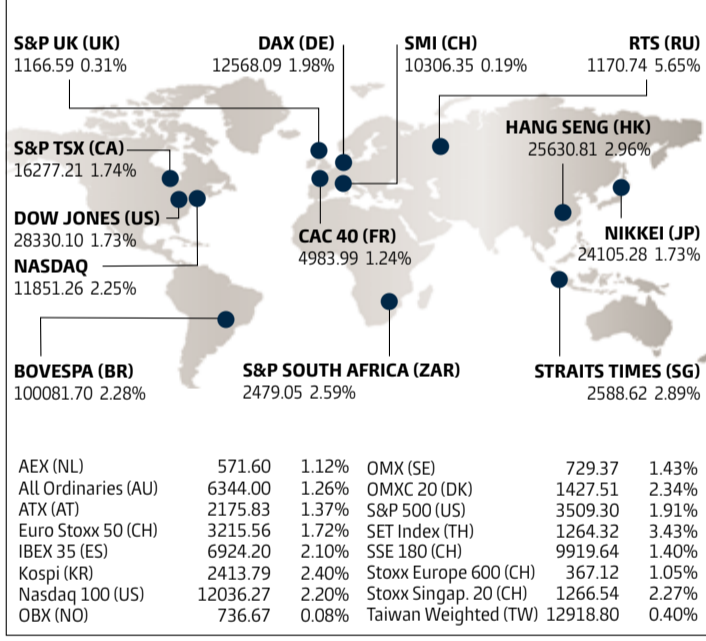 S&P UK (UK)
1166.59 0.31%
DAX (DE)
12568.09 1.98%
SMI (CH)
10306.35 0.19%
RTS (RU)
1170.74 5.65%
HANG SENG (HK)
25630.81 2.96%
S&P TSX (CA)
16277.21 1.74%
DOW JONES (US)
28330.10 1.73%
NASDAQ
11851.26 2.25%
CAC 40 (FR)
4983.99 1.24%
NIKKEI (JP)
24105.28 1.73%
BOVESPA (BR)
100081.70 2.28%
S&P SOUTH AFRICA (ZAR)
2479.05 2.59%
STRAITS TIMES (SG)
2588.62 2.89%
AEX (NL) 571.60 1.12%
All Ordinaries (AU) 6344.00 1.26%
ATX (AT) 2175.83 1.37%
Euro Stoxx 50 (CH) 3215.56 1.72%
IBEX 35 (ES) 6924.20 2.10%
Kospi (KR) 2413.79 2.40%
Nasdaq 100 (US) 12036.27 2.20%
OBX (NO) 736.67 0.08%
OMX (SE) 729.37 1.43%
OMXC 20 (DK) 1427.51 2.34%
S&P 500 (US) 3509.30 1.91%
SET Index (TH) 1264.32 3.43%
SSE 180 (CH) 9919.64 1.40%
Stoxx Europe 600 (CH) 367.12 1.05%
Stoxx Singap. 20 (CH) 1266.54 2.27%
Taiwan Weighted (TW) 12918.80 0.40%